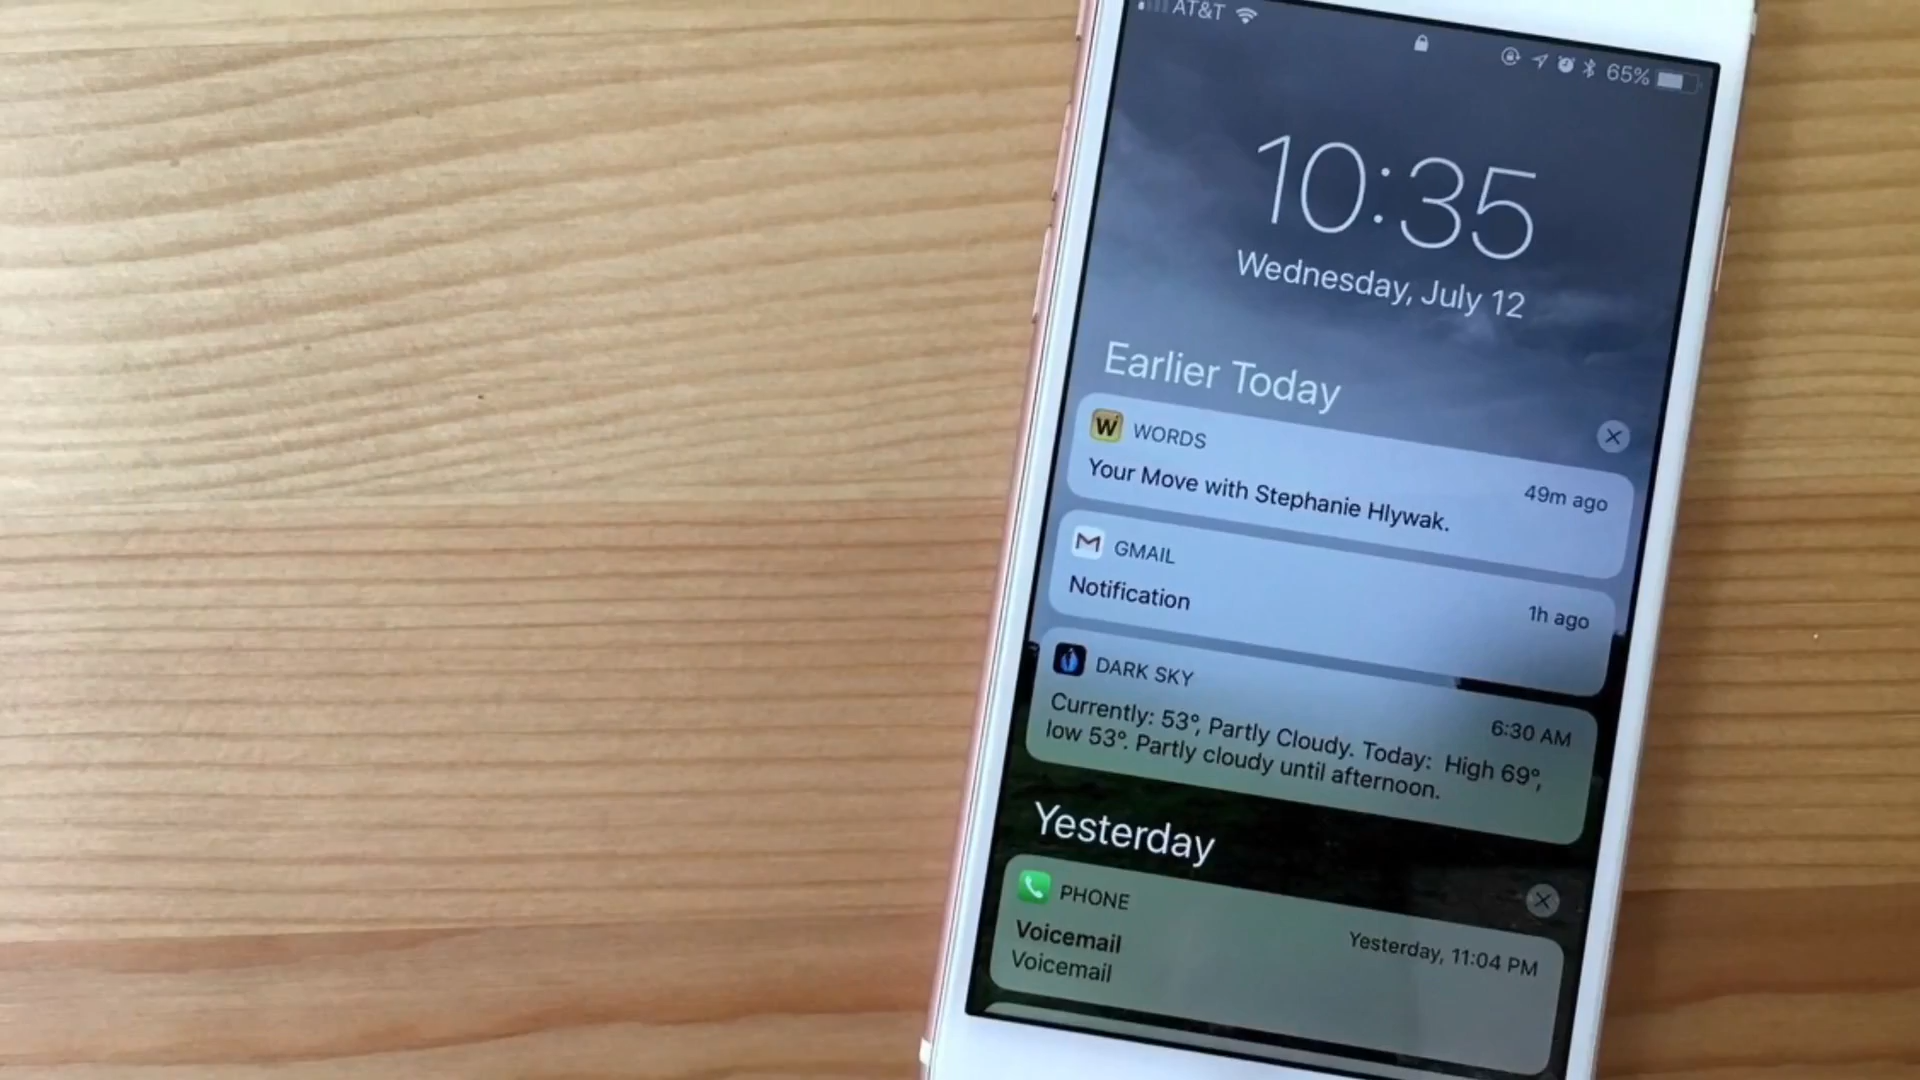 AT&T
65%
10:35
Wednesday, July 12
Earlier Today
W WORDS
49m ago
Your Move with Stephanie Hlywak.
GMAIL
1h ago
Notification
DARK SKY
6:30 AM
Currently: 53°, Partly Cloudy. Today: High 69°,
low 53°. Partly cloudy until afternoon.
Yesterday
PHONE
Yesterday, 11:04 PM
Voicemail
Voicemail